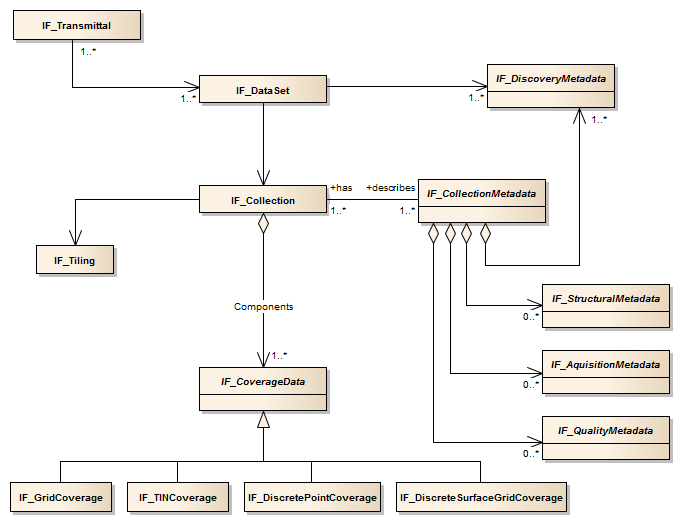 IF_Transmittal
1..*
1..*
IF_DataSet
IF_DiscoveryMetadata
1..*
1..*
IF_Collection
+has
+describes
1..*
1..*
IF_CollectionMetadata
IF_Tiling
IF_StructuralMetadata
0..*
Components
1..*
IF_AquisitionMetadata
0..*
IF_CoverageData
IF_QualityMetadata
0..*
IF_GridCoverage
IF_TINCoverage
IF_DiscretePointCoverage
IF_DiscreteSurfaceGridCoverage